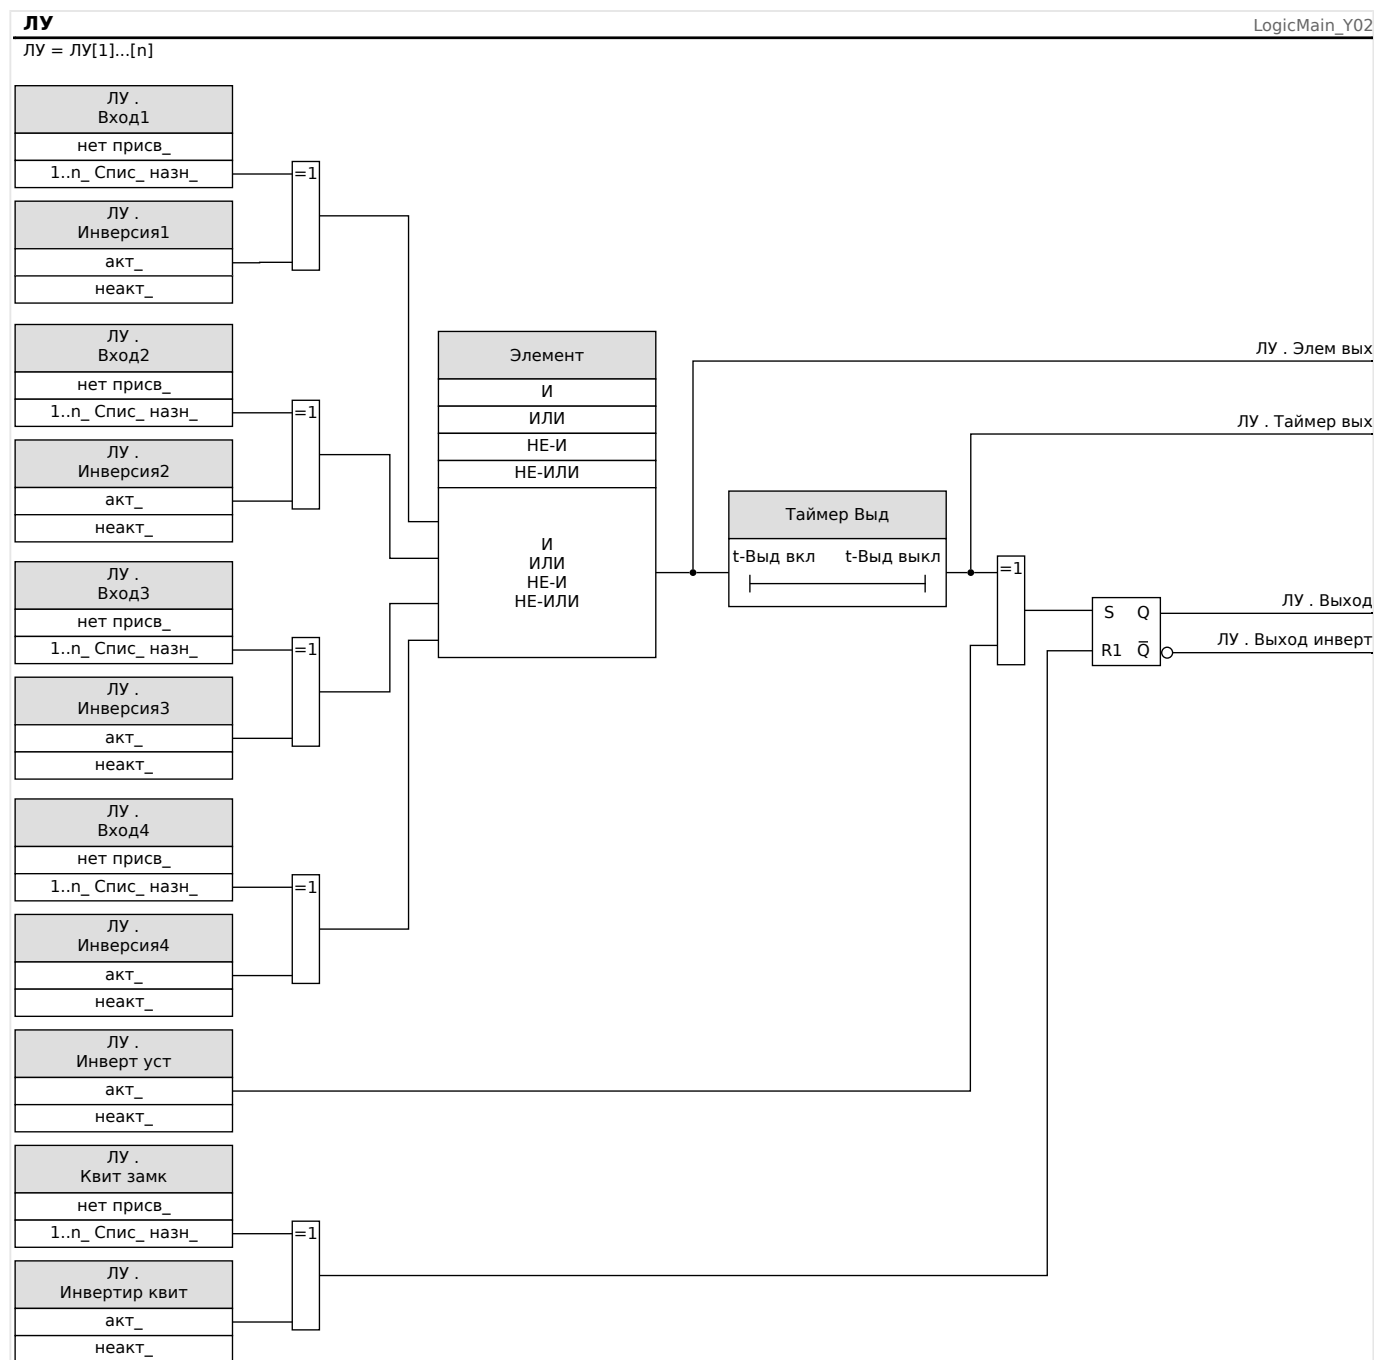 ЛУ
LogicMain_Y02
ЛУ = ЛУ[1]...[n]
ЛУ .
Вход1
нет присв_
1..n_ Спис_ назн_
=1
ЛУ .
Инверсия1
акт_
неакт_
ЛУ .
Вход2
нет присв_
1..n_ Спис_ назн_
=1
ЛУ .
Инверсия2
акт_
неакт_
ЛУ .
Вход3
нет присв_
1..n_ Спис_ назн_
=1
ЛУ .
Инверсия3
акт_
неакт_
ЛУ .
Вход4
нет присв_
1..n_ Спис_ назн_
=1
ЛУ .
Инверсия4
акт_
неакт_
ЛУ .
Инверт уст
акт_
неакт_
ЛУ .
Квит замк
нет присв_
1..n_ Спис_ назн_
=1
ЛУ .
Инвертир квит
акт_
неакт_
Элемент
И
ИЛИ
НЕ-И
НЕ-ИЛИ
И
ИЛИ
НЕ-И
НЕ-ИЛИ
Таймер Выд
t-Выд вкл t-Выд выкл
=1
S Q
R1 Q̅
ЛУ . Элем вых
ЛУ . Таймер вых
ЛУ . Выход
ЛУ . Выход инверт